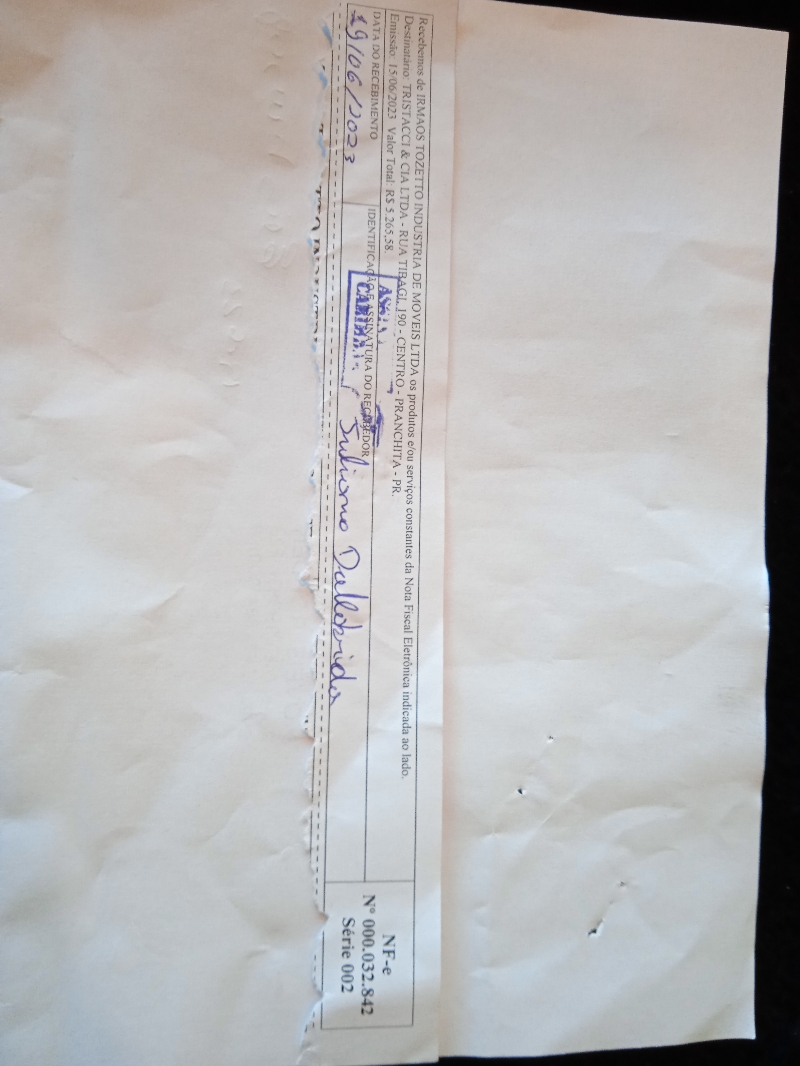 Recebemos de IRMAOS TOZETTO INDUSTRIA DE MOVEIS LTDA os produtos e/ou serviços constantes da Nota Fiscal Eletrônica indicada ao lado.
Destinatário: TRISTACCI & CIA LTDA - RUA TIBAGI, 190 - CENTRO - PRANCHITA - PR.
Emissão: 15/06/2023 Valor Total: R$ 5.265,58
DATA DO RECEBIMENTO
19/06/2023
IDENTIFICAÇÃO E ASSINATURA DO RECEBEDOR
Juliano Dallabrida
NF-e
Nº 000.032.842
Série 002